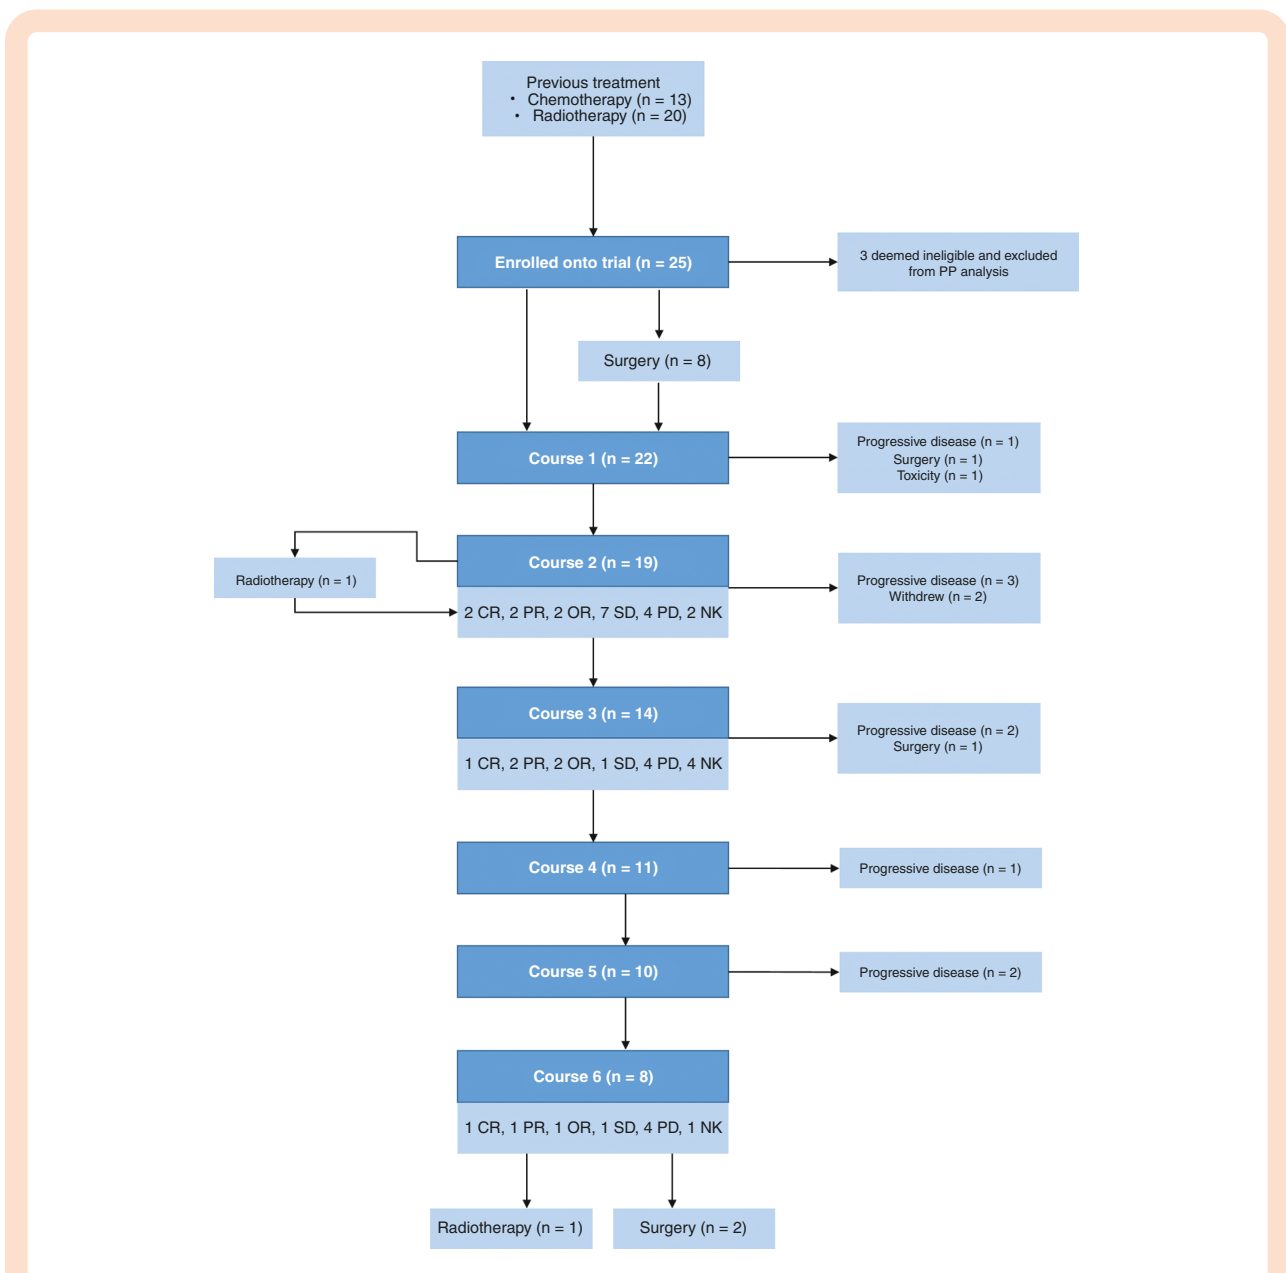 Previous treatment
• Chemotherapy (n = 13)
• Radiotherapy (n = 20)
Enrolled onto trial (n = 25)
3 deemed ineligible and excluded
from PP analysis
Surgery (n = 8)
Course 1 (n = 22)
Progressive disease (n = 1)
Surgery (n = 1)
Toxicity (n = 1)
Course 2 (n = 19)
Radiotherapy (n = 1)
2 CR, 2 PR, 2 OR, 7 SD, 4 PD, 2 NK
Progressive disease (n = 3)
Withdrew (n = 2)
Course 3 (n = 14)
1 CR, 2 PR, 2 OR, 1 SD, 4 PD, 4 NK
Progressive disease (n = 2)
Surgery (n = 1)
Course 4 (n = 11)
Progressive disease (n = 1)
Course 5 (n = 10)
Progressive disease (n = 2)
Course 6 (n = 8)
1 CR, 1 PR, 1 OR, 1 SD, 4 PD, 1 NK
Radiotherapy (n = 1)
Surgery (n = 2)